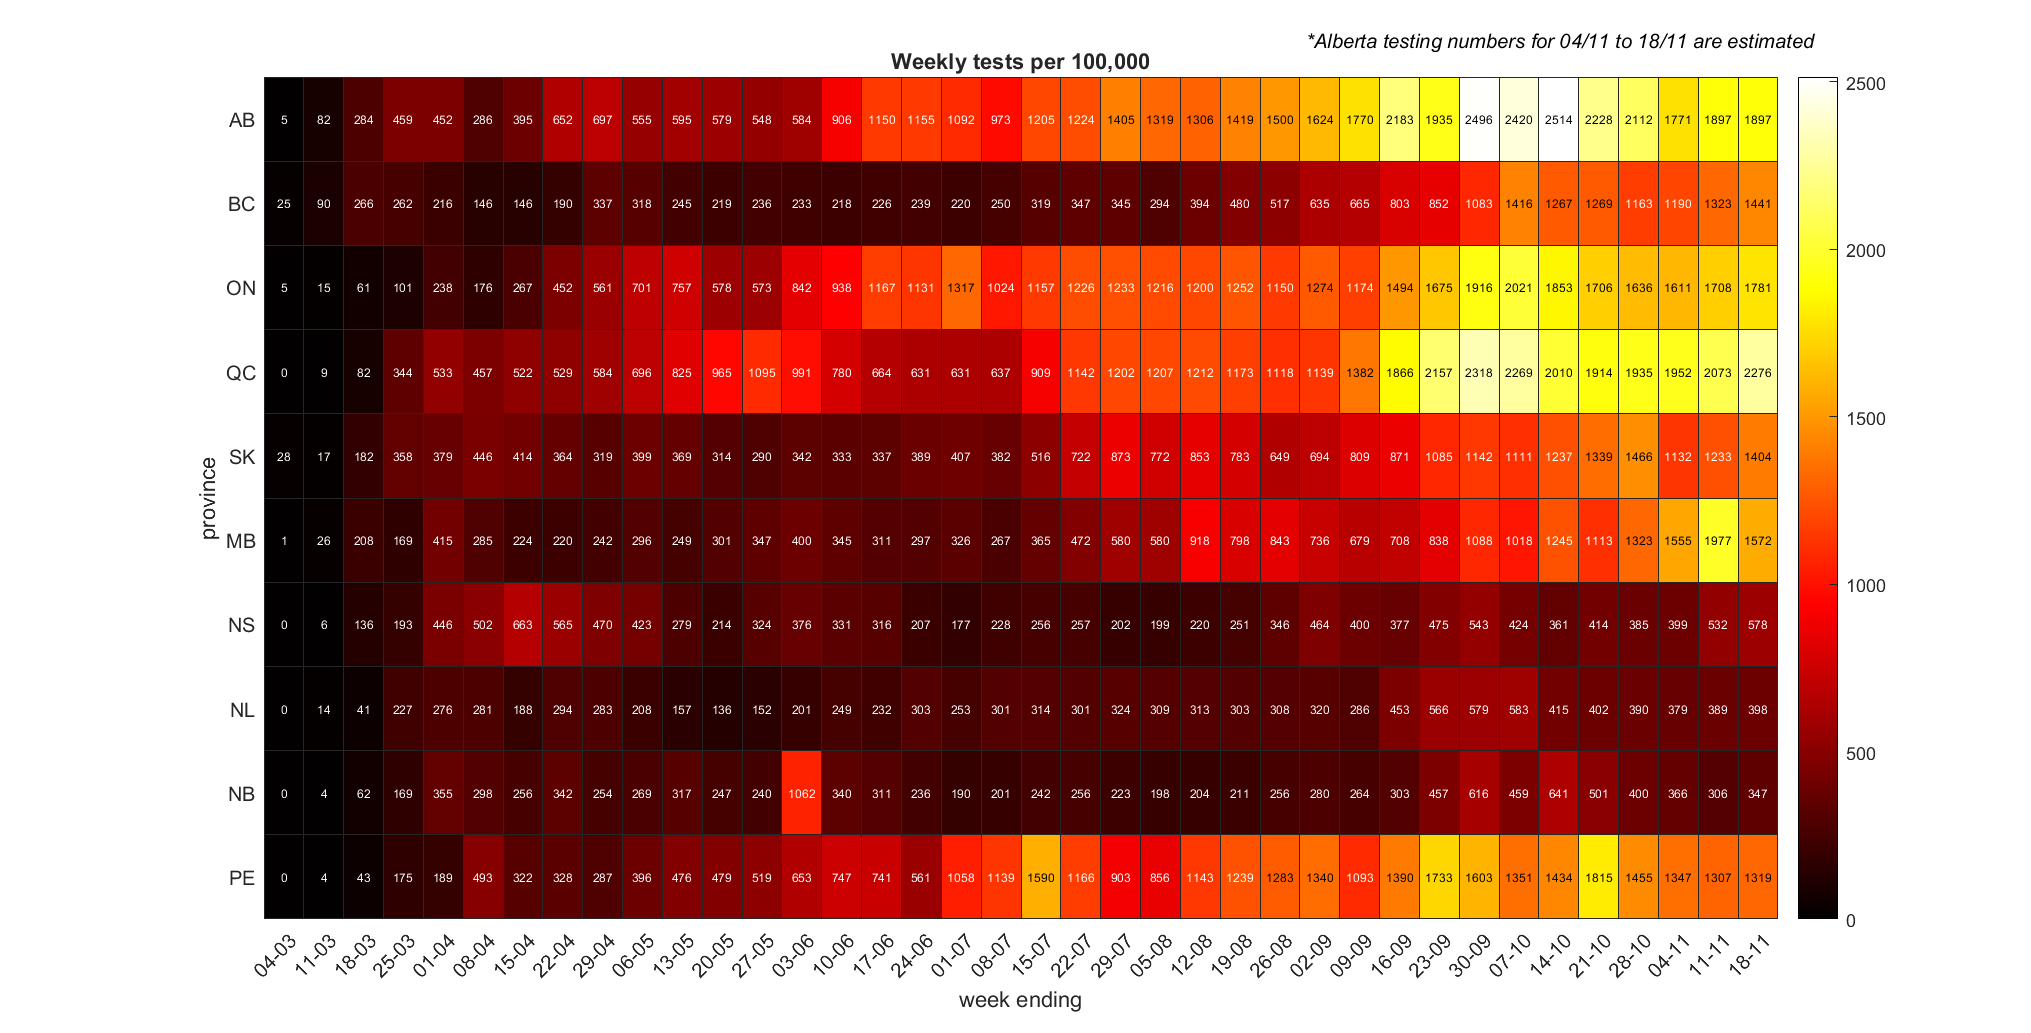 *Alberta testing numbers for 04/11 to 18/11 are estimated
Weekly tests per 100,000
AB 5 82 284 459 452 286 395 652 697 555 595 579 548 584 906 1150 1155 1092 973 1205 1224 1405 1319 1306 1419 1500 1624 1770 2183 1935 2496 2420 2514 2228 2112 1771 1897 1897
BC 25 90 266 262 216 146 146 190 337 318 245 219 236 233 218 226 239 220 250 319 347 345 294 394 480 517 635 665 803 852 1083 1416 1267 1269 1163 1190 1323 1441
ON 5 15 61 101 238 176 267 452 561 701 757 578 573 842 938 1167 1131 1317 1024 1157 1226 1233 1216 1200 1252 1150 1274 1174 1494 1675 1916 2021 1853 1706 1636 1611 1708 1781
QC 0 9 82 344 533 457 522 529 584 696 825 965 1095 991 780 664 631 631 637 909 1142 1202 1207 1212 1173 1118 1139 1382 1866 2157 2318 2269 2010 1914 1935 1952 2073 2276
SK 28 17 182 358 379 446 414 364 319 399 369 314 290 342 333 337 389 407 382 516 722 873 772 853 783 649 694 809 871 1085 1142 1111 1237 1339 1466 1132 1233 1404
MB 1 26 208 169 415 285 224 220 242 296 249 301 347 400 345 311 297 326 267 365 472 580 580 918 798 843 736 679 708 838 1088 1018 1245 1113 1323 1555 1977 1572
NS 0 6 136 193 446 502 663 565 470 423 279 214 324 376 331 316 207 177 228 256 257 202 199 220 251 346 464 400 377 475 543 424 361 414 385 399 532 578
NL 0 14 41 227 276 281 188 294 283 208 157 136 152 201 249 232 303 253 301 314 301 324 309 313 303 308 320 286 453 566 579 583 415 402 390 379 389 398
NB 0 4 62 169 355 298 256 342 254 269 317 247 240 1062 340 311 236 190 201 242 256 223 198 204 211 256 280 264 303 457 616 459 641 501 400 366 306 347
PE 0 4 43 175 189 493 322 328 287 396 476 479 519 653 747 741 561 1058 1139 1590 1166 903 856 1143 1239 1283 1340 1093 1390 1733 1603 1351 1434 1815 1455 1347 1307 1319
04-03 11-03 18-03 25-03 01-04 08-04 15-04 22-04 29-04 06-05 13-05 20-05 27-05 03-06 10-06 17-06 24-06 01-07 08-07 15-07 22-07 29-07 05-08 12-08 19-08 26-08 02-09 09-09 16-09 23-09 30-09 07-10 14-10 21-10 28-10 04-11 11-11 18-11
week ending
province
2500
2000
1500
1000
500
0